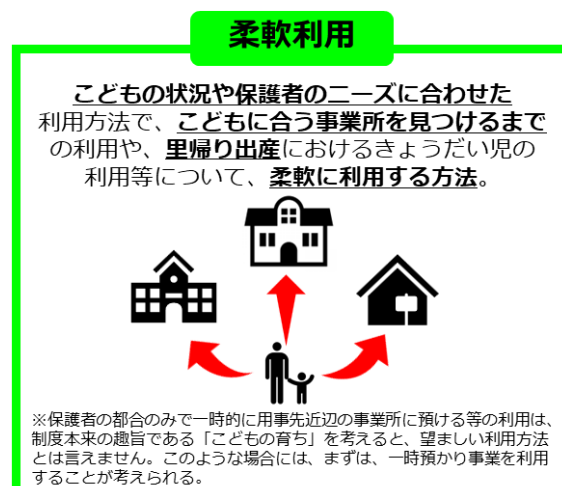 柔軟利用
こどもの状況や保護者のニーズに合わせた
利用方法で、こどもに合う事業所を見つけるまで
の利用や、里帰り出産におけるきょうだい児の
利用等について、柔軟に利用する方法。
※保護者の都合のみで一時的に用事先近辺の事業所に預ける等の利用は、
制度本来の趣旨である「こどもの育ち」を考えると、望ましい利用方法
とは言えません。このような場合には、まずは、一時預かり事業を利用
することが考えられる。